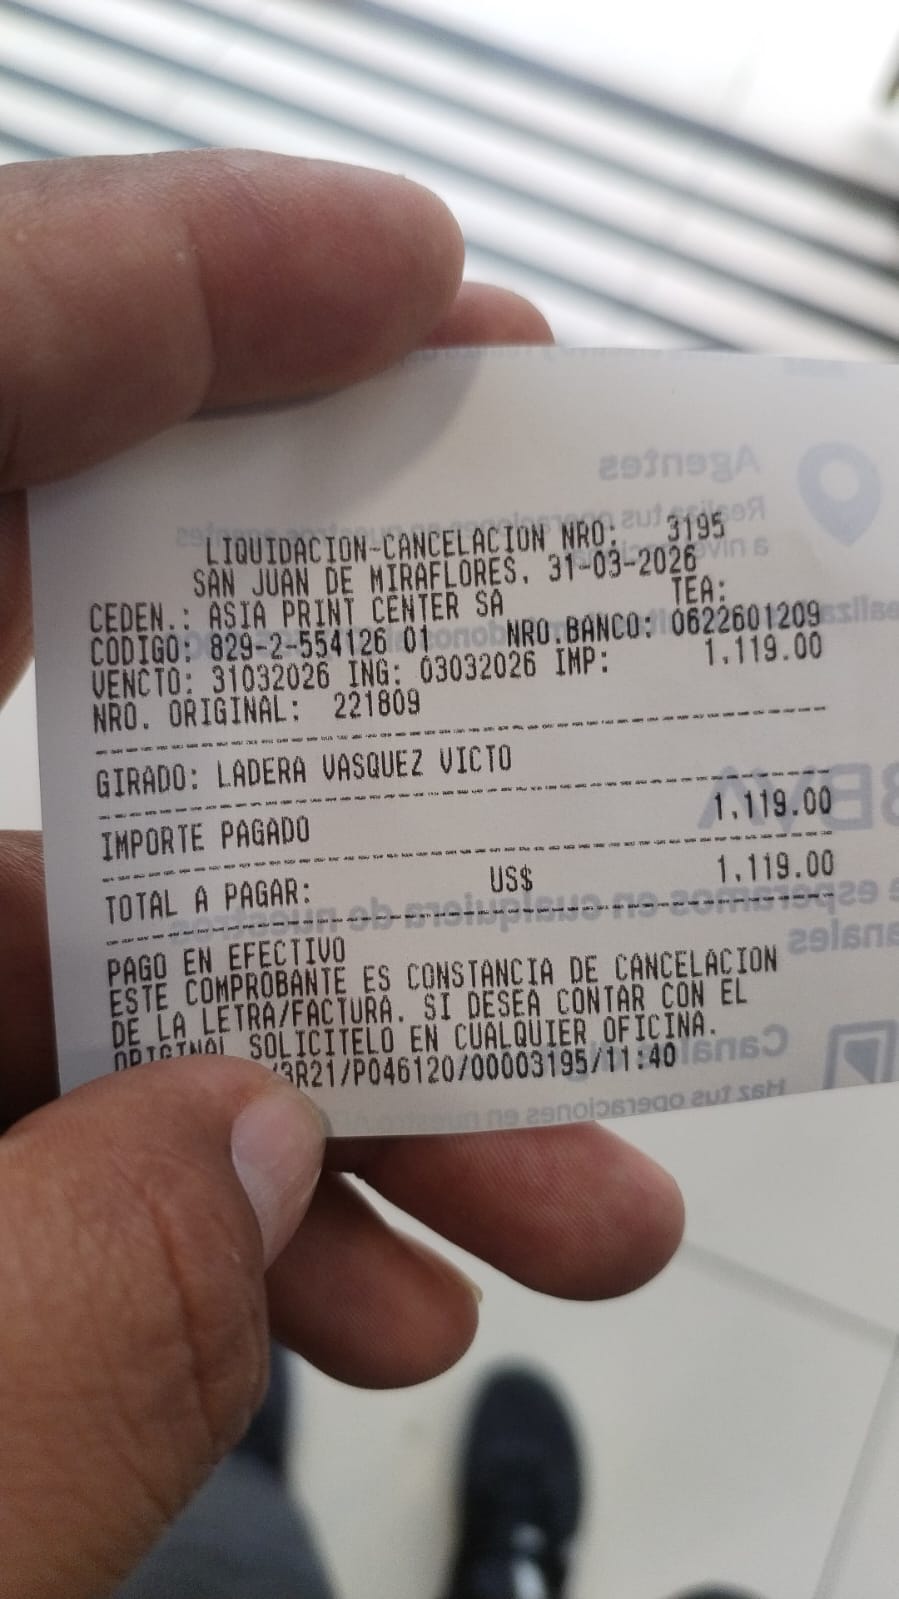 LIQUIDACION-CANCELACION NRO: 3195
SAN JUAN DE MIRAFLORES, 31-03-2026
CEDEN.: ASIA PRINT CENTER SA TEA:
CODIGO: 829-2-554126 01 NRO.BANCO: 0622601209
VENCTO: 31032026 ING: 03032026 IMP: 1,119.00
NRO. ORIGINAL: 221809
GIRADO: LADERA VASQUEZ VICTO
IMPORTE PAGADO 1,119.00
TOTAL A PAGAR: US$ 1,119.00
PAGO EN EFECTIVO
ESTE COMPROBANTE ES CONSTANCIA DE CANCELACION
DE LA LETRA/FACTURA. SI DESEA CONTAR CON EL
ORIGINAL SOLICITELO EN CUALQUIER OFICINA.
/3R21/P046120/00003195/11:40
Agentes
BBVA